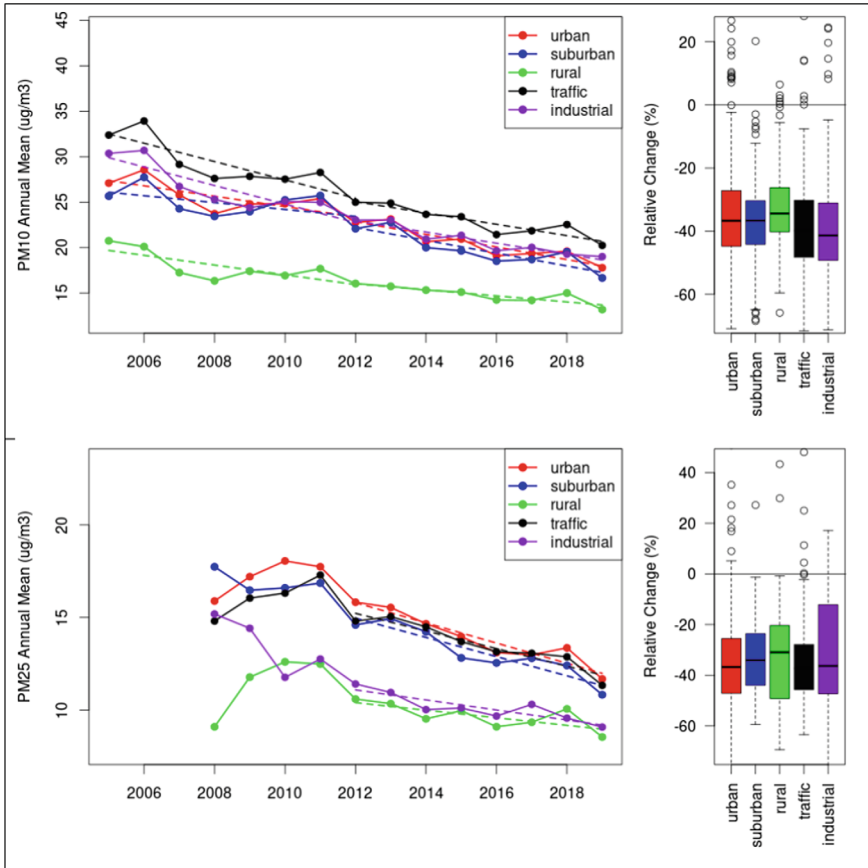 PM10 Annual Mean (ug/m3)
45
40
35
30
25
20
15
2006 2008 2010 2012 2014 2016 2018
urban
suburban
rural
traffic
industrial
Relative Change (%)
20
0
-20
-40
-60
urban
suburban
rural
traffic
industrial
PM25 Annual Mean (ug/m3)
20
15
10
2006 2008 2010 2012 2014 2016 2018
urban
suburban
rural
traffic
industrial
Relative Change (%)
40
20
0
-20
-40
-60
urban
suburban
rural
traffic
industrial